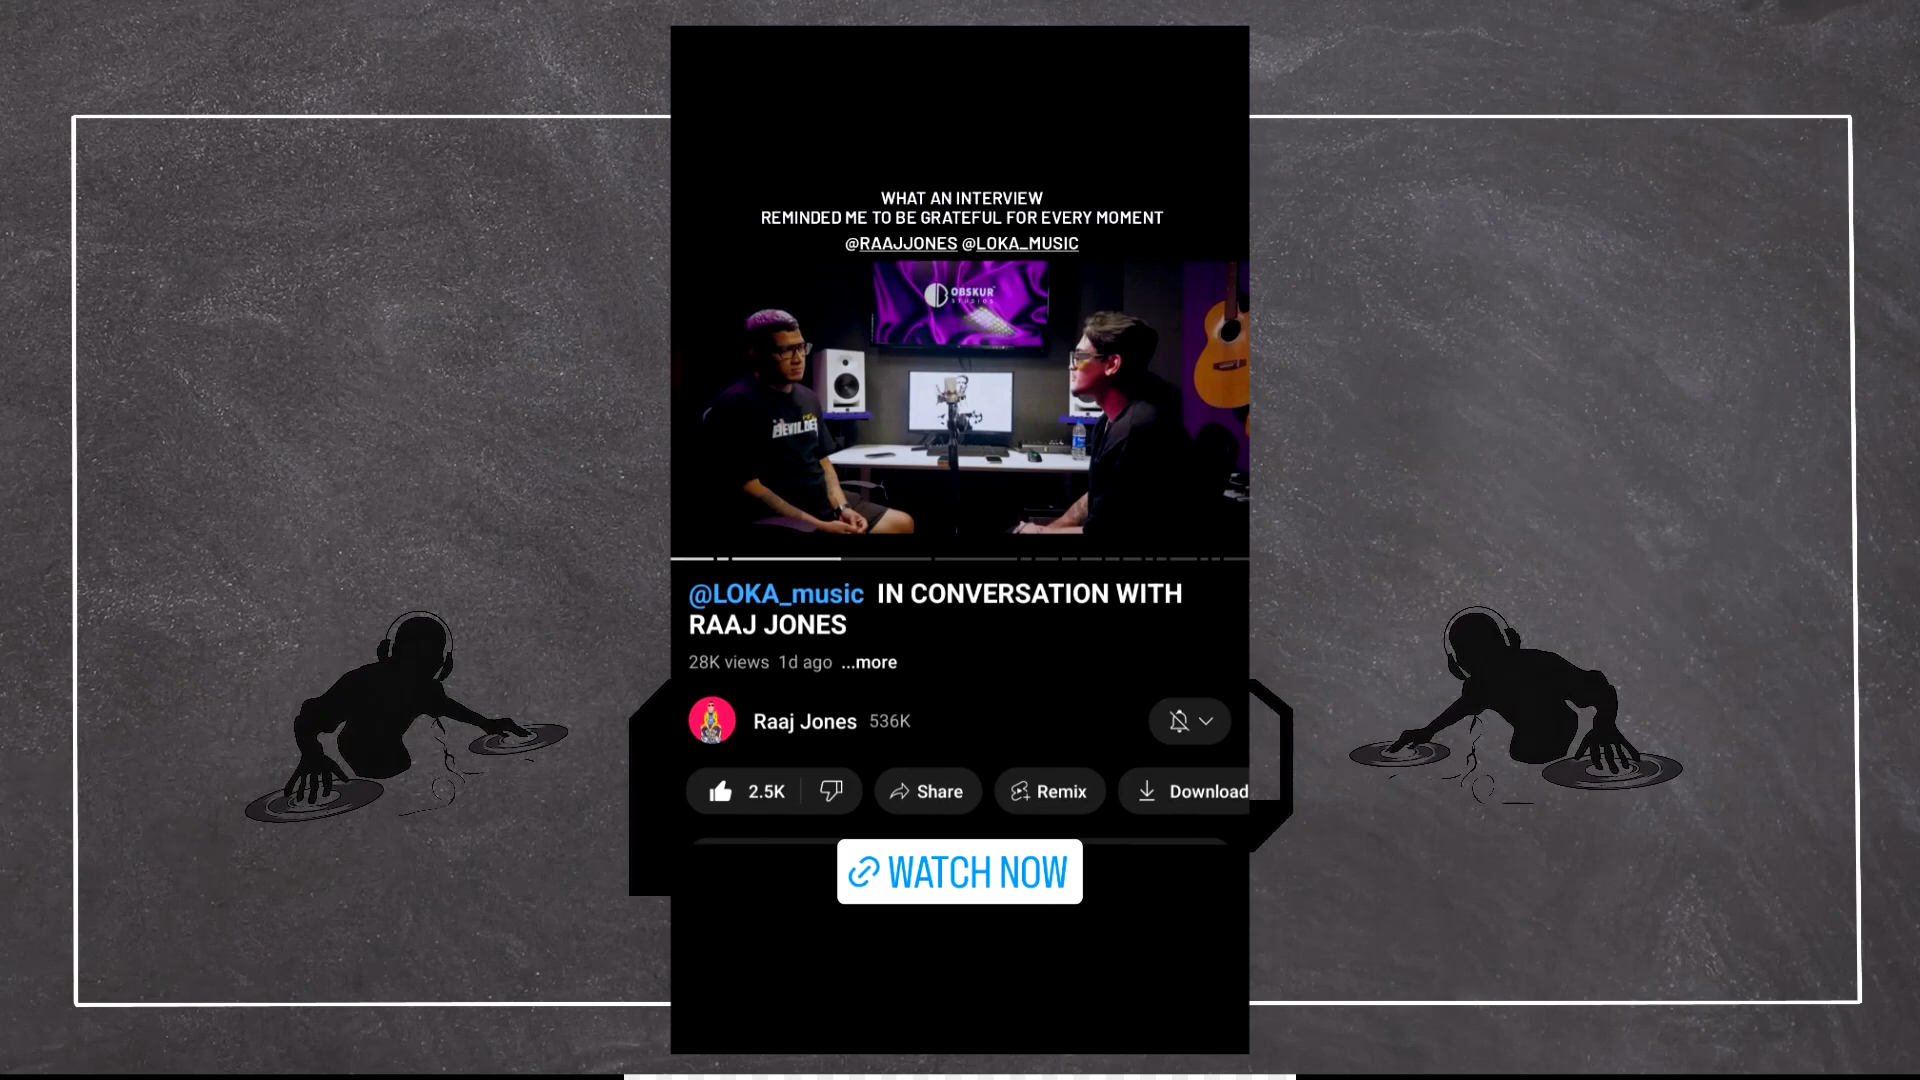 WHAT AN INTERVIEW
REMINDED ME TO BE GRATEFUL FOR EVERY MOMENT
@RAAJJONES @LOKA_MUSIC
OBSKUR
STUDIOS
@LOKA_music IN CONVERSATION WITH
RAAJ JONES
28K views 1d ago ...more
Raaj Jones 536K
2.5K Share Remix Download
WATCH NOW